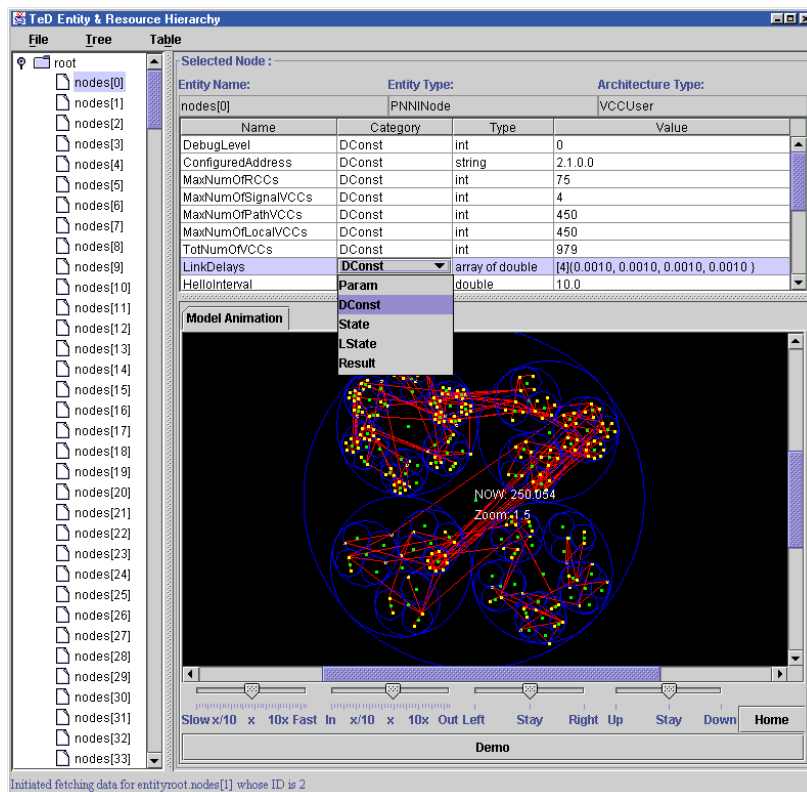 TeD Entity & Resource Hierarchy
File Tree Table
root
nodes[0]
nodes[1]
nodes[2]
nodes[3]
nodes[4]
nodes[5]
nodes[6]
nodes[7]
nodes[8]
nodes[9]
nodes[10]
nodes[11]
nodes[12]
nodes[13]
nodes[14]
nodes[15]
nodes[16]
nodes[17]
nodes[18]
nodes[19]
nodes[20]
nodes[21]
nodes[22]
nodes[23]
nodes[24]
nodes[25]
nodes[26]
nodes[27]
nodes[28]
nodes[29]
nodes[30]
nodes[31]
nodes[32]
nodes[33]
Selected Node :
Entity Name: Entity Type: Architecture Type:
nodes[0] PNNINode VCCUser
Name Category Type Value
DebugLevel DConst int 0
ConfiguredAddress DConst string 2.1.0.0
MaxNumOfRCCs DConst int 75
MaxNumOfSignalVCCs DConst int 4
MaxNumOfPathVCCs DConst int 450
MaxNumOfLocalVCCs DConst int 450
TotNumOfVCCs DConst int 979
LinkDelays DConst array of double [4]{0.0010, 0.0010, 0.0010, 0.0010 }
HelloInterval double 10.0
Param
DConst
State
LState
Result
Model Animation
NOW: 250.054
Zoom: 1.5
Slow x/10 x 10x Fast In x/10 x 10x Out Left Stay Right Up Stay Down Home
Demo
Initiated fetching data for entityroot.nodes[1] whose ID is 2